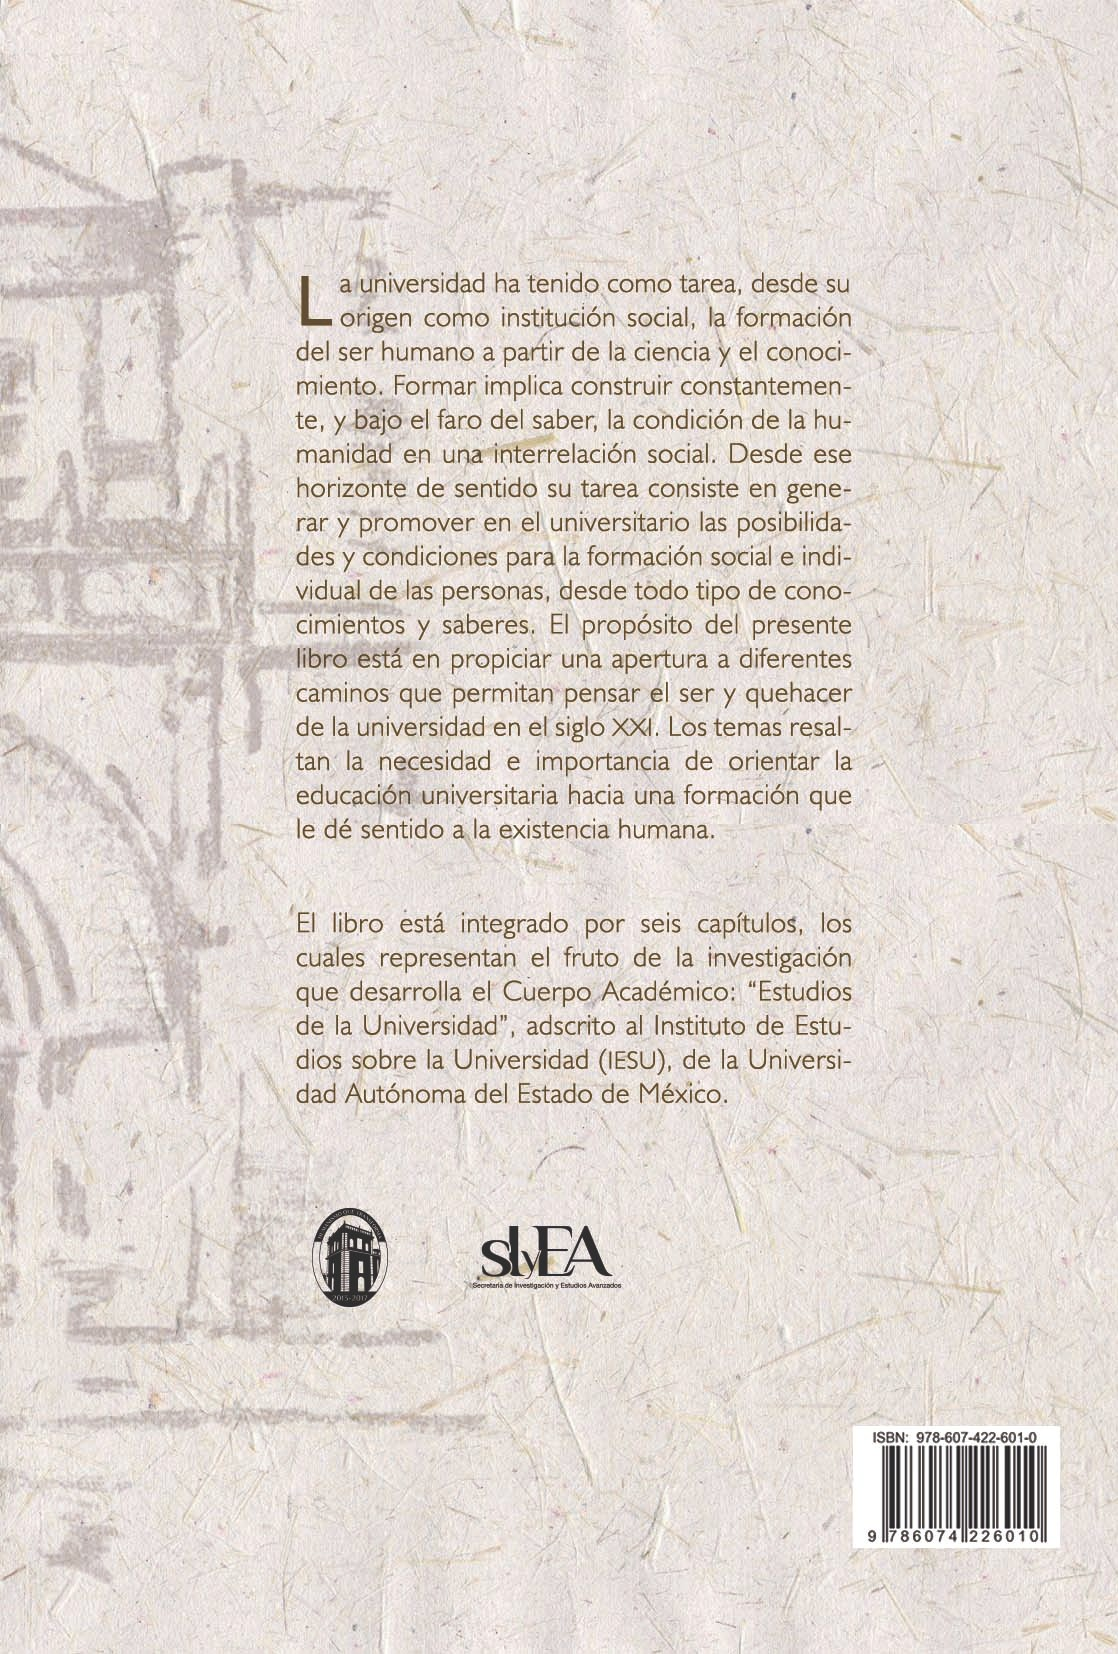 La universidad ha tenido como tarea, desde su
origen como institución social, la formación
del ser humano a partir de la ciencia y el conoci-
miento. Formar implica construir constantemen-
te, y bajo el faro del saber, la condición de la hu-
manidad en una interrelación social. Desde ese
horizonte de sentido su tarea consiste en gene-
rar y promover en el universitario las posibilida-
des y condiciones para la formación social e indi-
vidual de las personas, desde todo tipo de cono-
cimientos y saberes. El propósito del presente
libro está en propiciar una apertura a diferentes
caminos que permitan pensar el ser y quehacer
de la universidad en el siglo XXI. Los temas resal-
tan la necesidad e importancia de orientar la
educación universitaria hacia una formación que
le dé sentido a la existencia humana.
El libro está integrado por seis capítulos, los
cuales representan el fruto de la investigación
que desarrolla el Cuerpo Académico: “Estudios
de la Universidad”, adscrito al Instituto de Estu-
dios sobre la Universidad (IESU), de la Universi-
dad Autónoma del Estado de México.
HUMANISMO QUE TRANSFORMA
2013-2017
SIyEA
Secretaría de Investigación y Estudios Avanzados
ISBN: 978-607-422-601-0
9 786074 226010